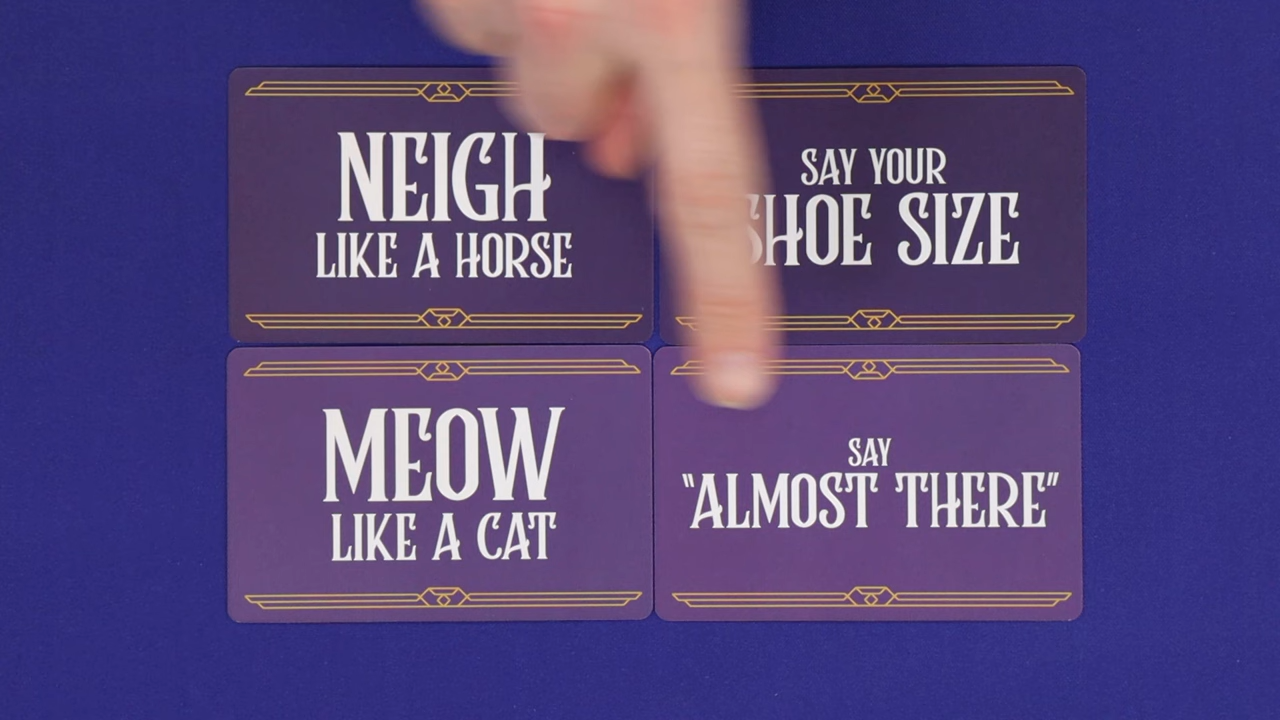 NEIGH
LIKE A HORSE
SAY YOUR
SHOE SIZE
MEOW
LIKE A CAT
SAY
"ALMOST THERE"